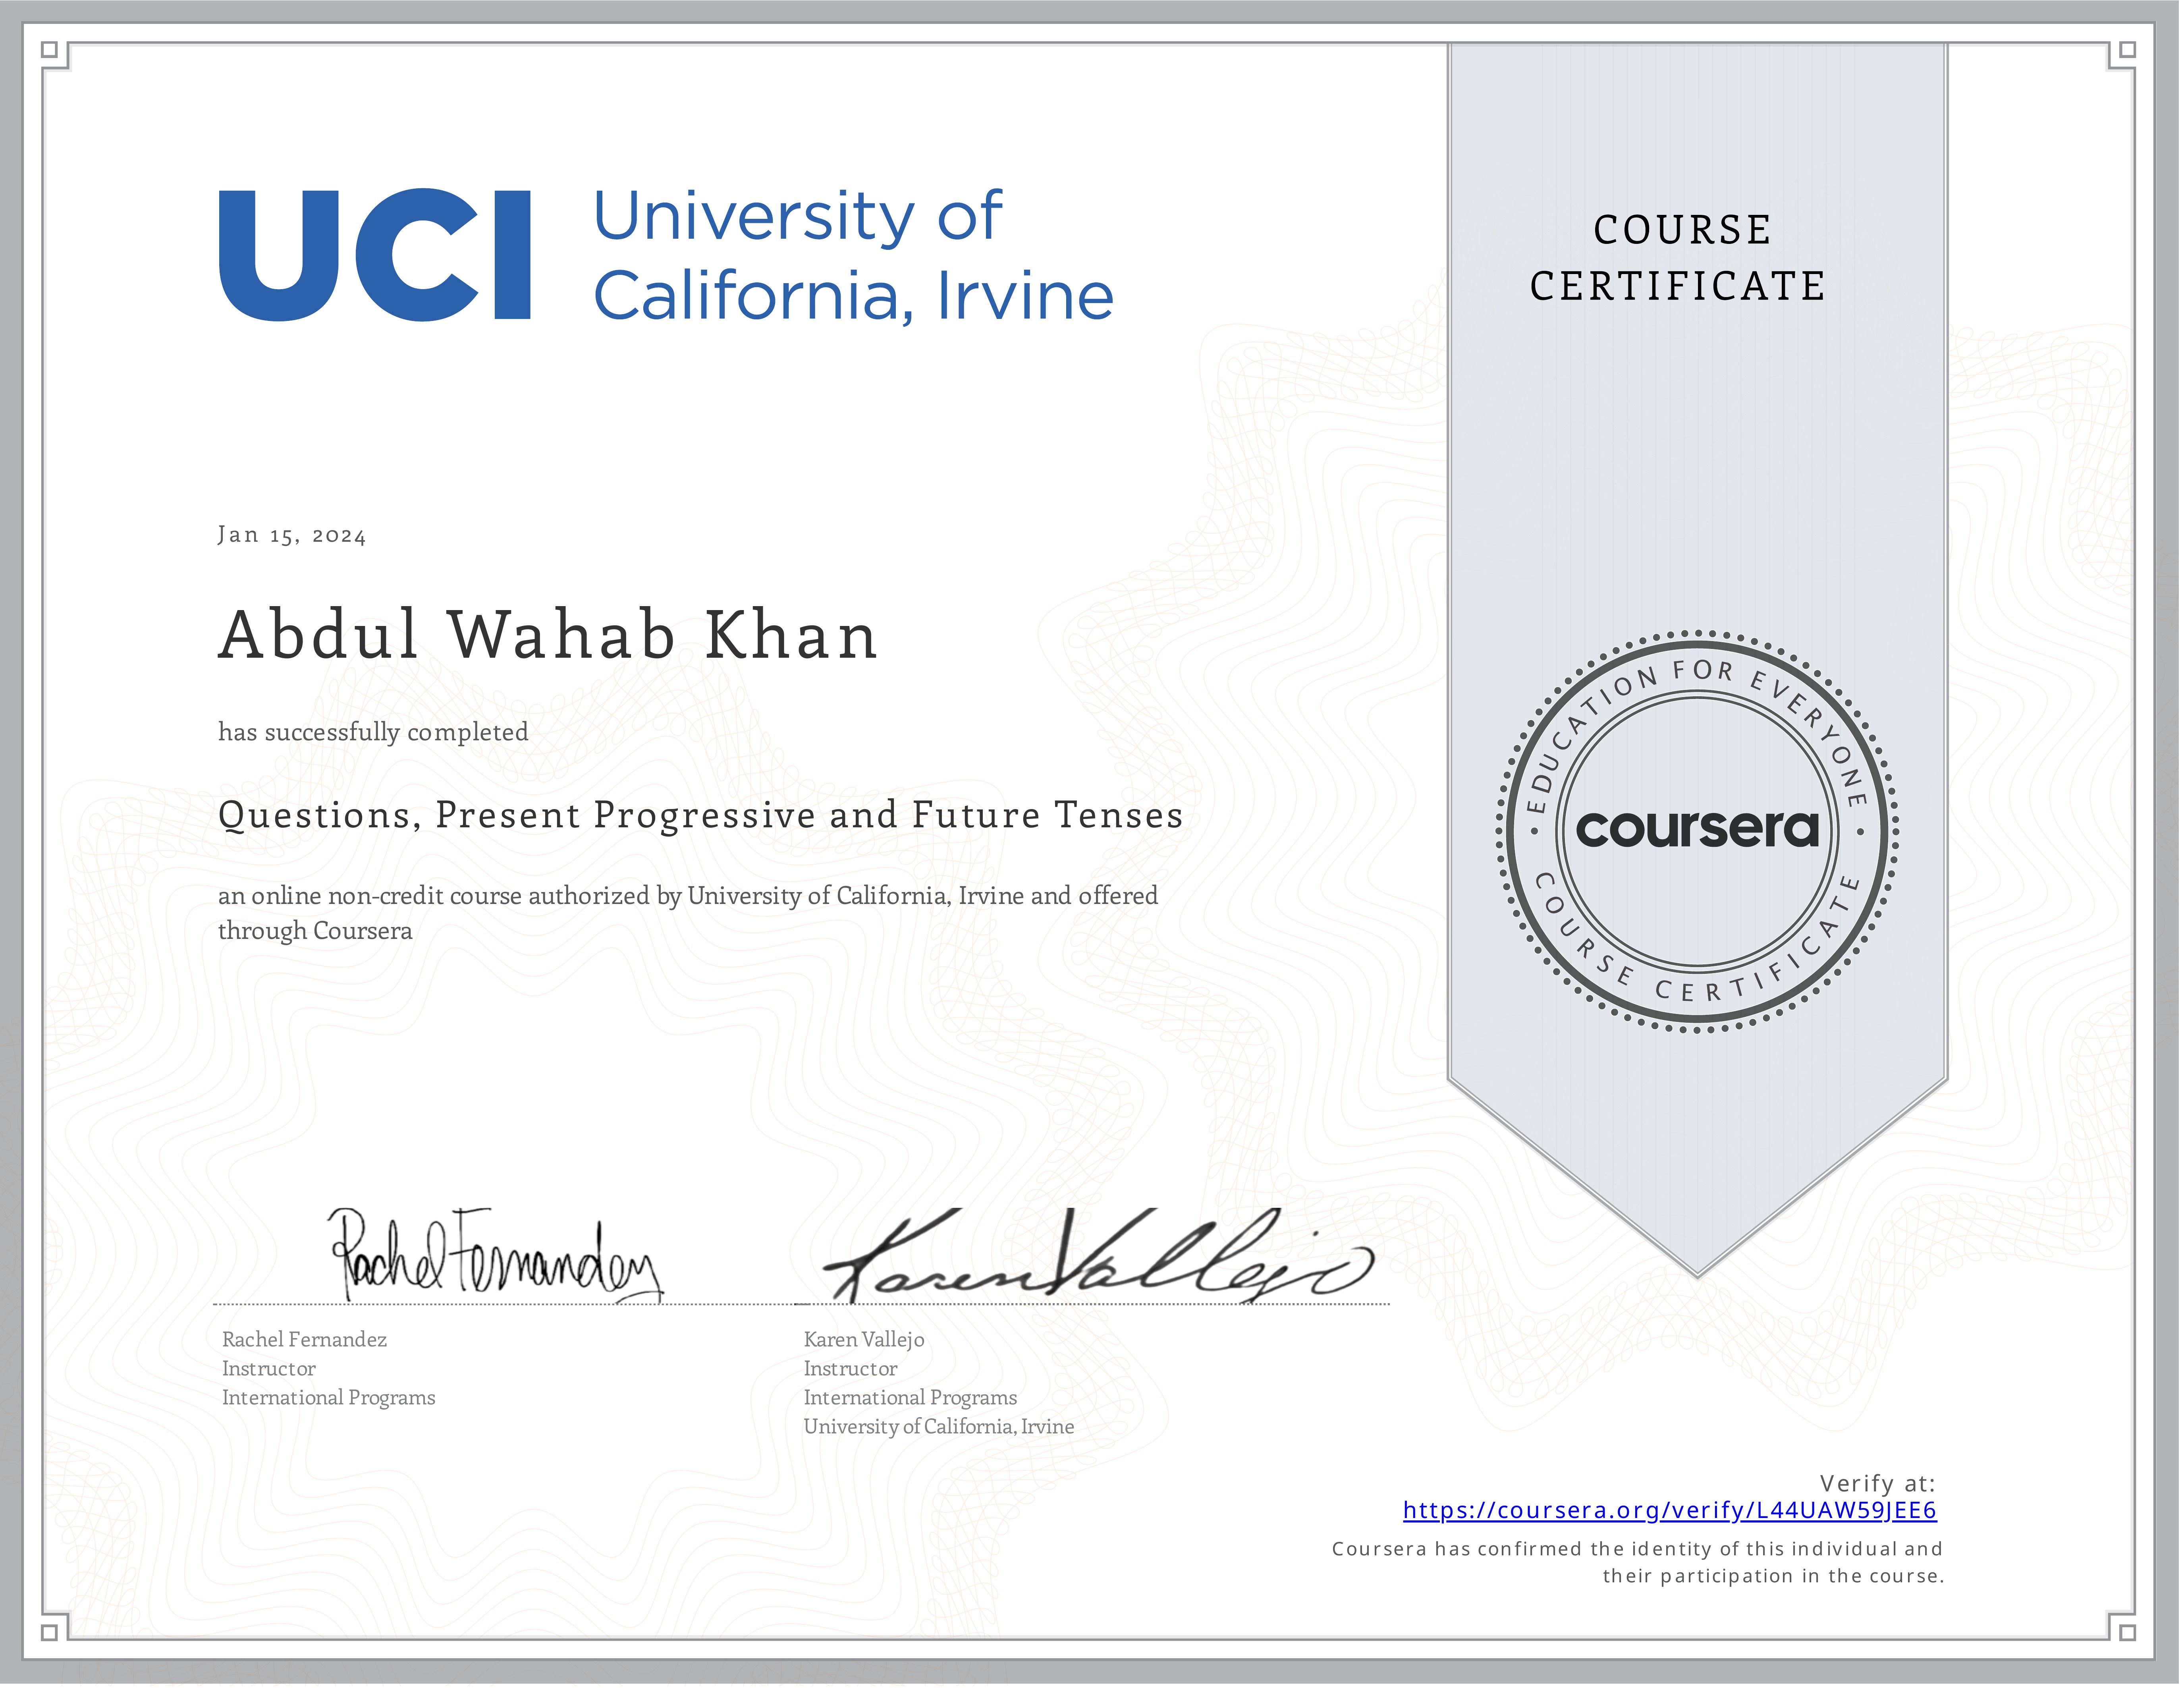 UCI
University of
California, Irvine
COURSE
CERTIFICATE
Jan 15, 2024
Abdul Wahab Khan
has successfully completed
Questions, Present Progressive and Future Tenses
an online non-credit course authorized by University of California, Irvine and offered
through Coursera
EDUCATION FOR EVERYONE
coursera
COURSE CERTIFICATE
Rachel Fernandez
Karen Vallejo
Rachel Fernandez
Instructor
International Programs
Karen Vallejo
Instructor
International Programs
University of California, Irvine
Verify at:
https://coursera.org/verify/L44UAW59JEE6
Coursera has confirmed the identity of this individual and
their participation in the course.